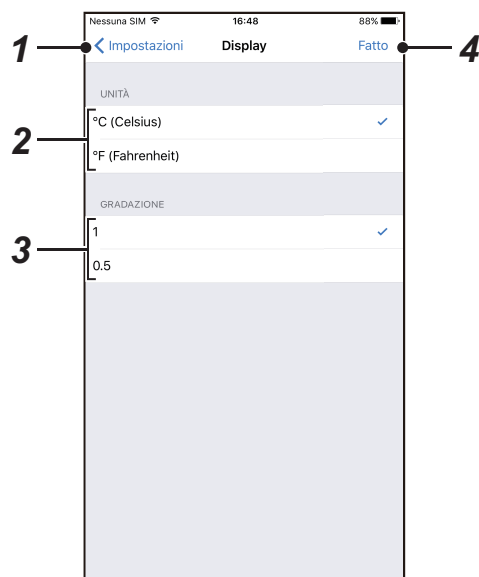 Nessuna SIM 16:48 88%
1 Impostazioni Display Fatto 4
UNITÀ
°C (Celsius)
2
°F (Fahrenheit)
GRADAZIONE
1
3
0.5